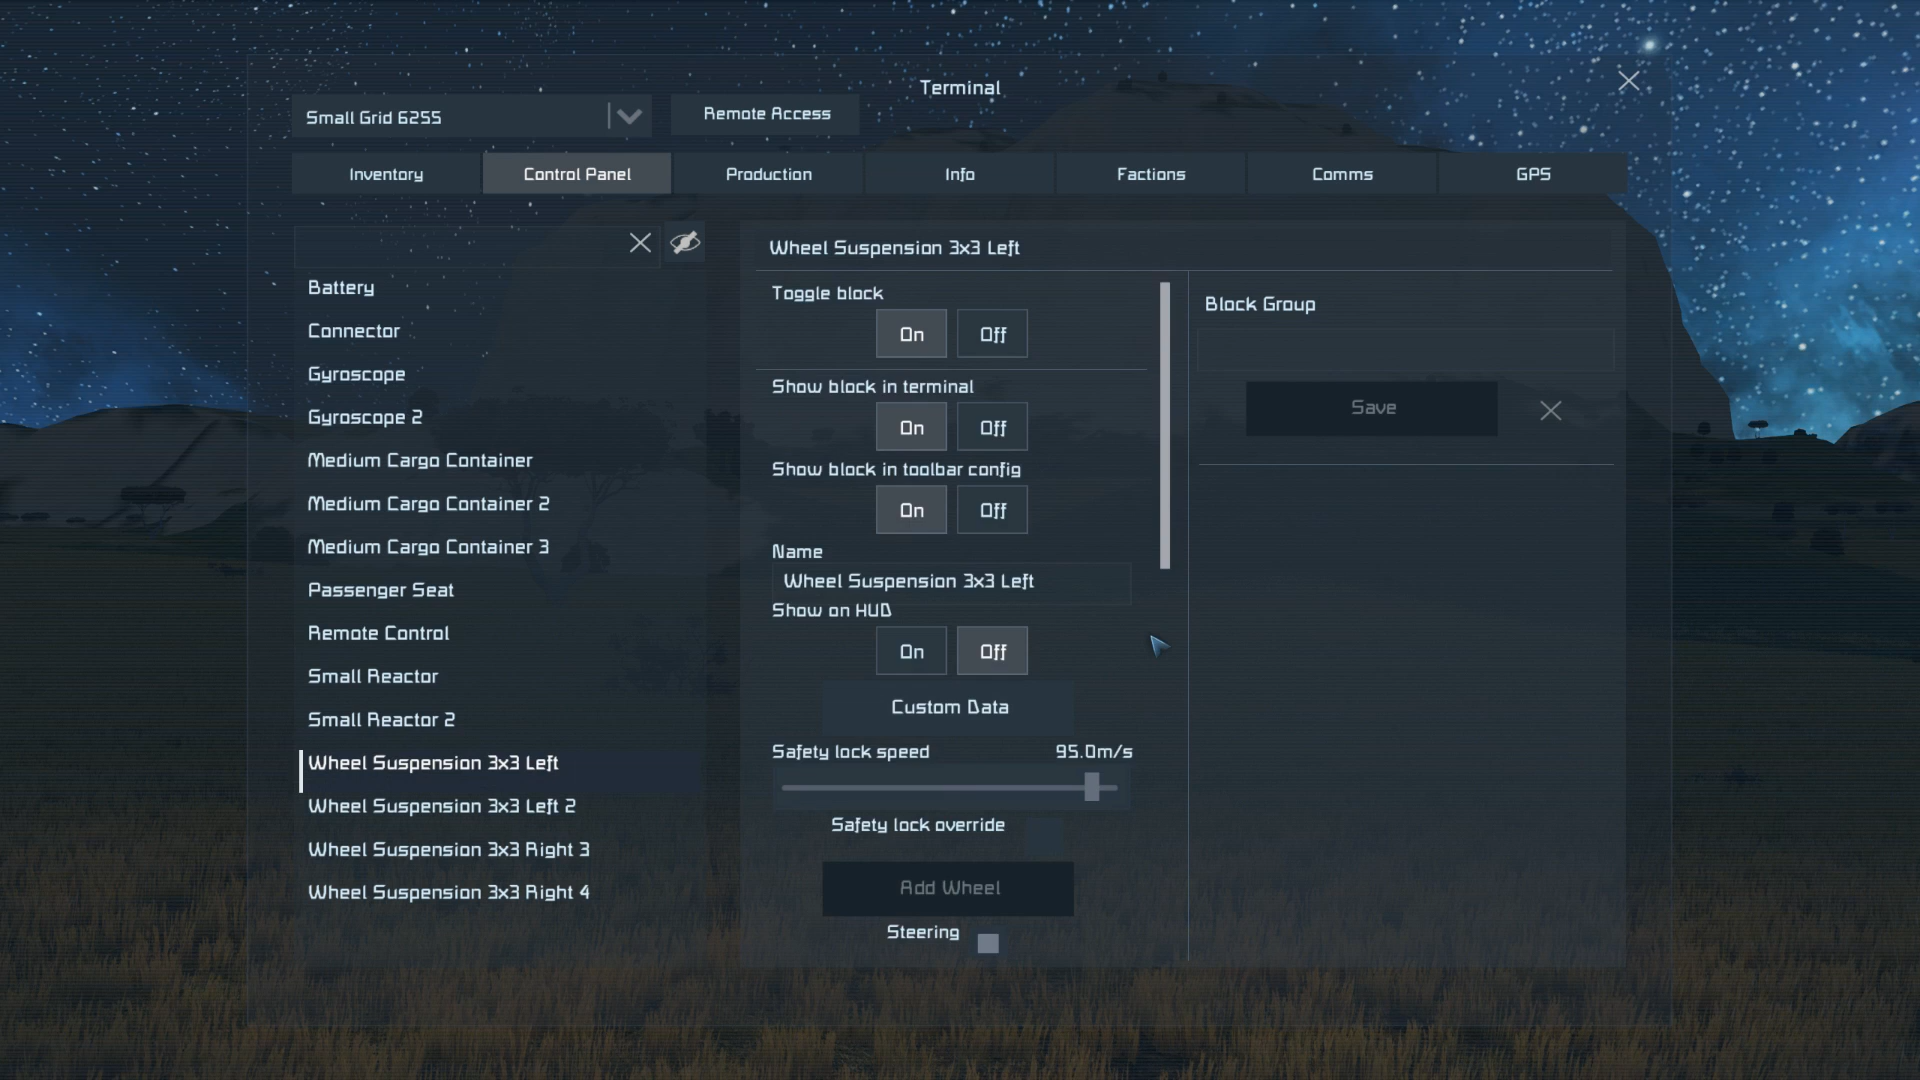 Terminal
Small Grid 6255
Remote Access
Inventory
Control Panel
Production
Info
Factions
Comms
GPS
Battery
Connector
Gyroscope
Gyroscope 2
Medium Cargo Container
Medium Cargo Container 2
Medium Cargo Container 3
Passenger Seat
Remote Control
Small Reactor
Small Reactor 2
Wheel Suspension 3x3 Left
Wheel Suspension 3x3 Left 2
Wheel Suspension 3x3 Right 3
Wheel Suspension 3x3 Right 4
Wheel Suspension 3x3 Left
Toggle block
On Off
Show block in terminal
On Off
Show block in toolbar config
On Off
Name
Wheel Suspension 3x3 Left
Show on HUD
On Off
Custom Data
Safety lock speed 95.0m/s
Safety lock override
Add Wheel
Steering
Block Group
Save